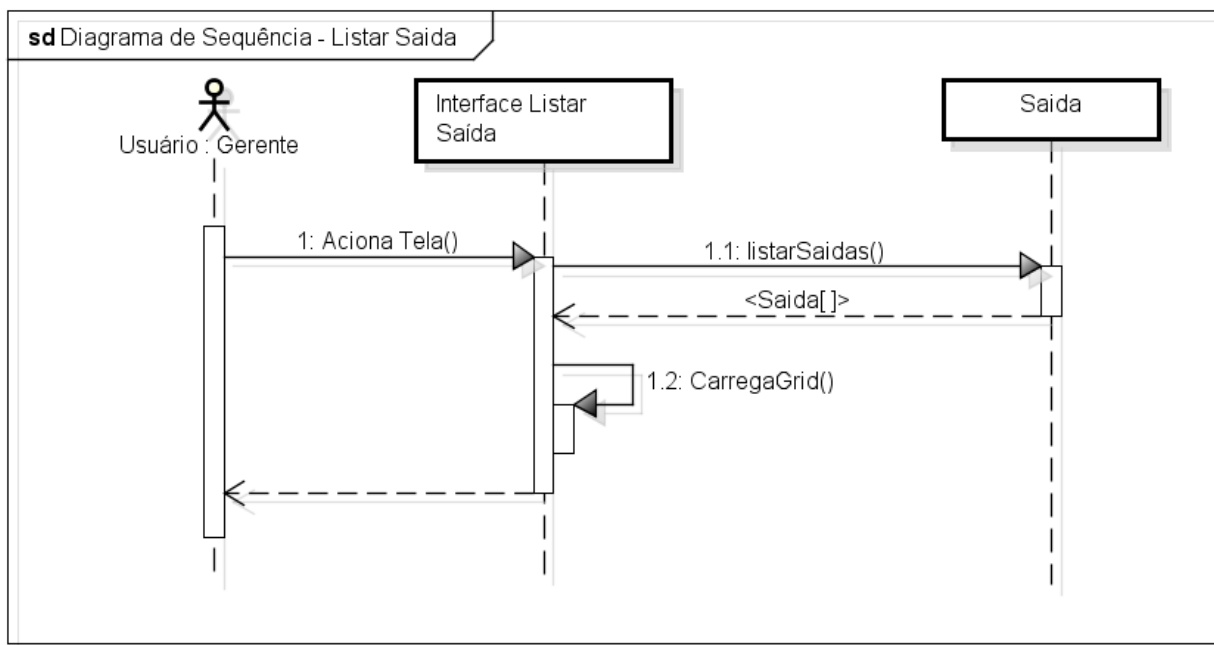 sd Diagrama de Sequência - Listar Saida
Interface Listar
Saída
Saida
Usuário : Gerente
1: Aciona Tela()
1.1: listarSaidas()
<Saida[ ]>
1.2: CarregaGrid()